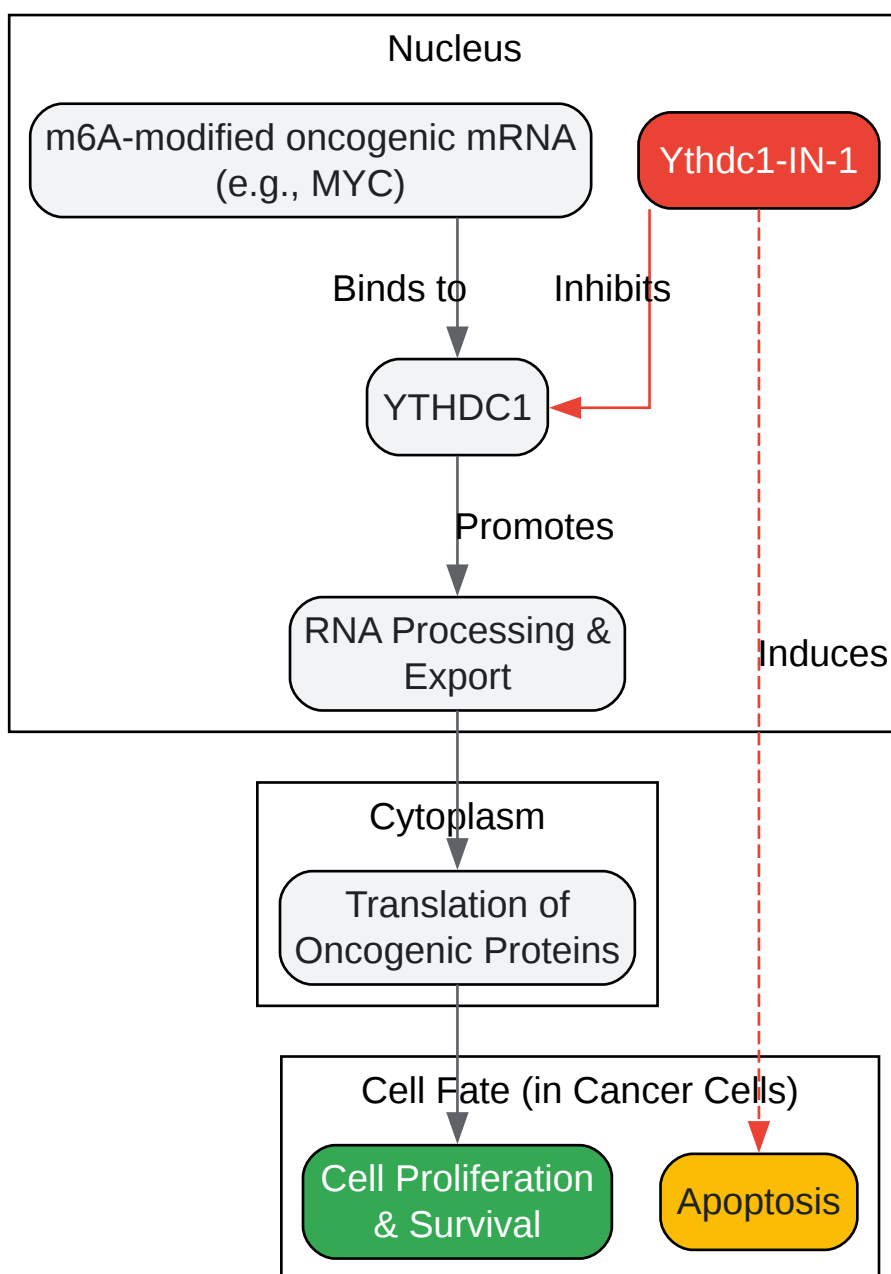 Nucleus
m6A-modified oncogenic mRNA
(e.g., MYC)
Ythdc1-IN-1
Binds to
Inhibits
YTHDC1
Promotes
RNA Processing &
Export
Induces
Cytoplasm
Translation of
Oncogenic Proteins
Cell Fate (in Cancer Cells)
Cell Proliferation
& Survival
Apoptosis